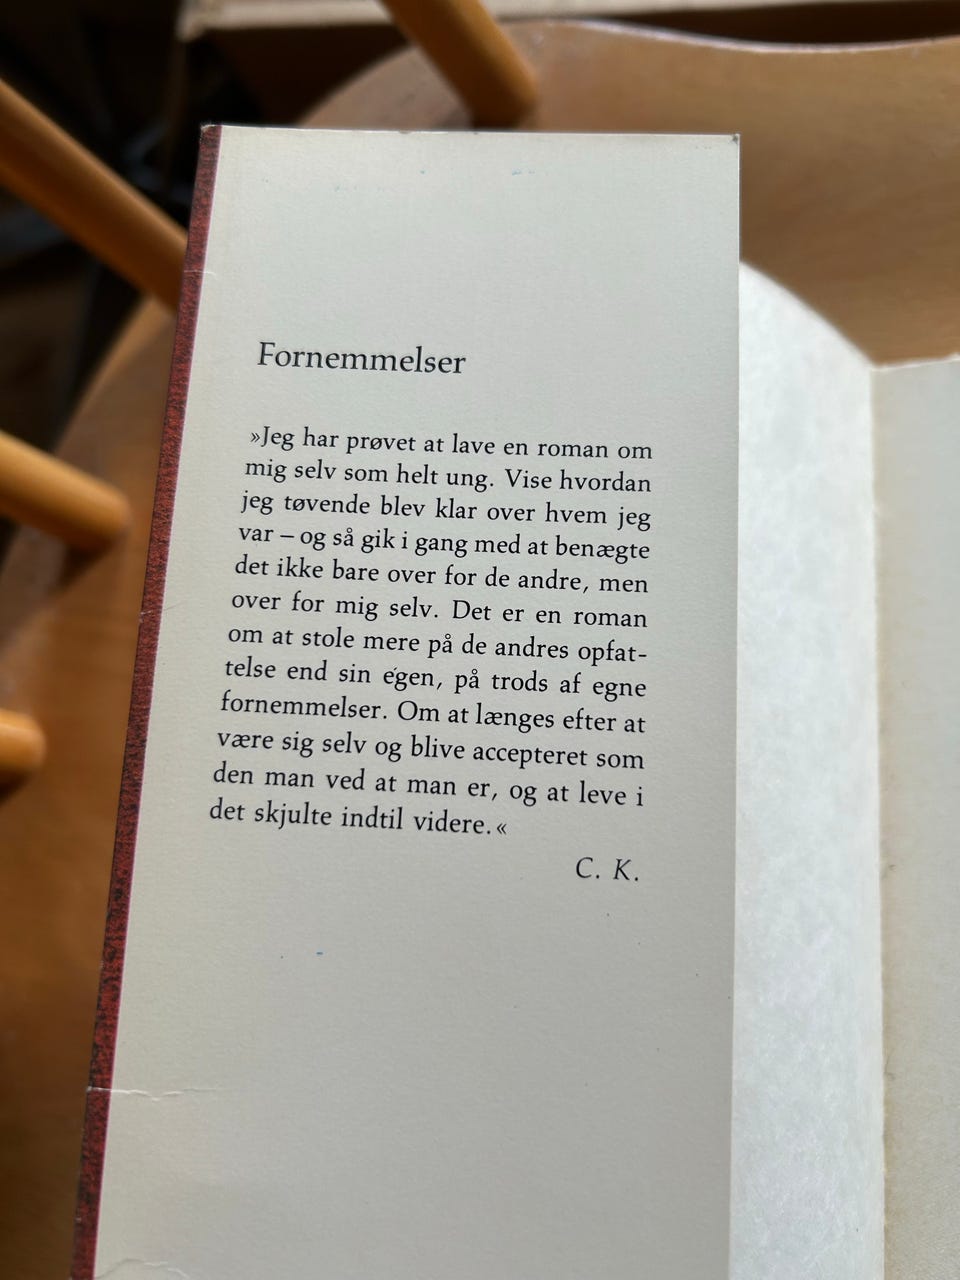 Fornemmelser
»Jeg har prøvet at lave en roman om
mig selv som helt ung. Vise hvordan
jeg tøvende blev klar over hvem jeg
var – og så gik i gang med at benægte
det ikke bare over for de andre, men
over for mig selv. Det er en roman
om at stole mere på de andres opfat-
telse end sin égen, på trods af egne
fornemmelser. Om at længes efter at
være sig selv og blive accepteret som
den man ved at man er, og at leve i
det skjulte indtil videre.«
C. K.